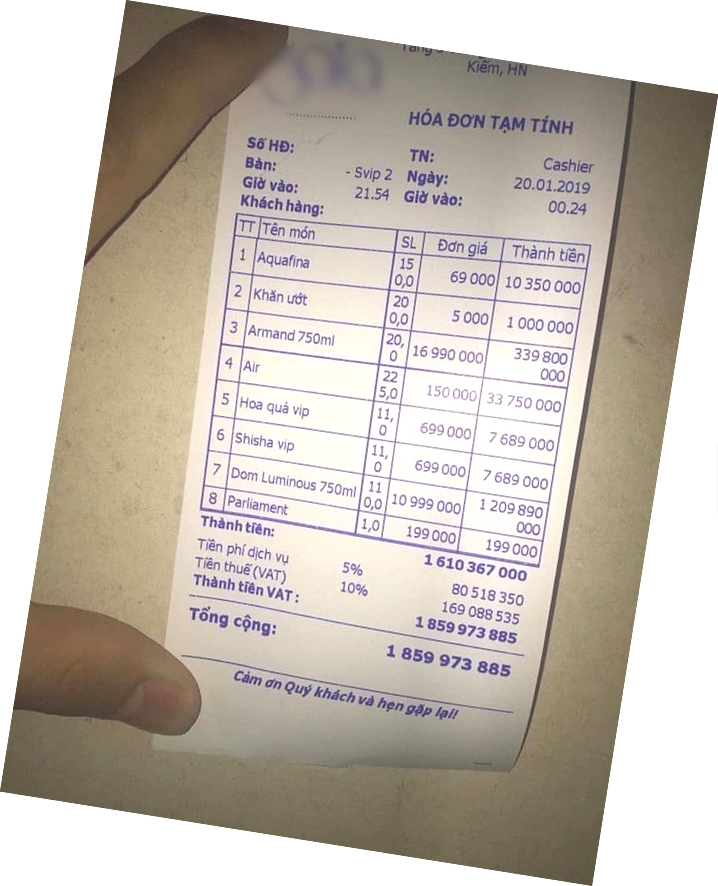 Kiếm, HN
HÓA ĐƠN TẠM TÍNH
Số HĐ: TN: Cashier
Bàn: - Svip 2 Ngày: 20.01.2019
Giờ vào: 21.54 Giờ vào: 00.24
Khách hàng:
TT Tên món SL Đơn giá Thành tiền
1 Aquafina 150,0 69 000 10 350 000
2 Khăn ướt 200,0 5 000 1 000 000
3 Armand 750ml 20,0 16 990 000 339 800 000
4 Air 225,0 150 000 33 750 000
5 Hoa quả vip 11,0 699 000 7 689 000
6 Shisha vip 11,0 699 000 7 689 000
7 Dom Luminous 750ml 110,0 10 999 000 1 209 890 000
8 Parliament 1,0 199 000 199 000
Thành tiền: 1 610 367 000
Tiền phí dịch vụ 5% 80 518 350
Tiền thuế (VAT) 10% 169 088 535
Thành tiền VAT : 1 859 973 885
Tổng cộng: 1 859 973 885
Cảm ơn Quý khách và hẹn gặp lại!